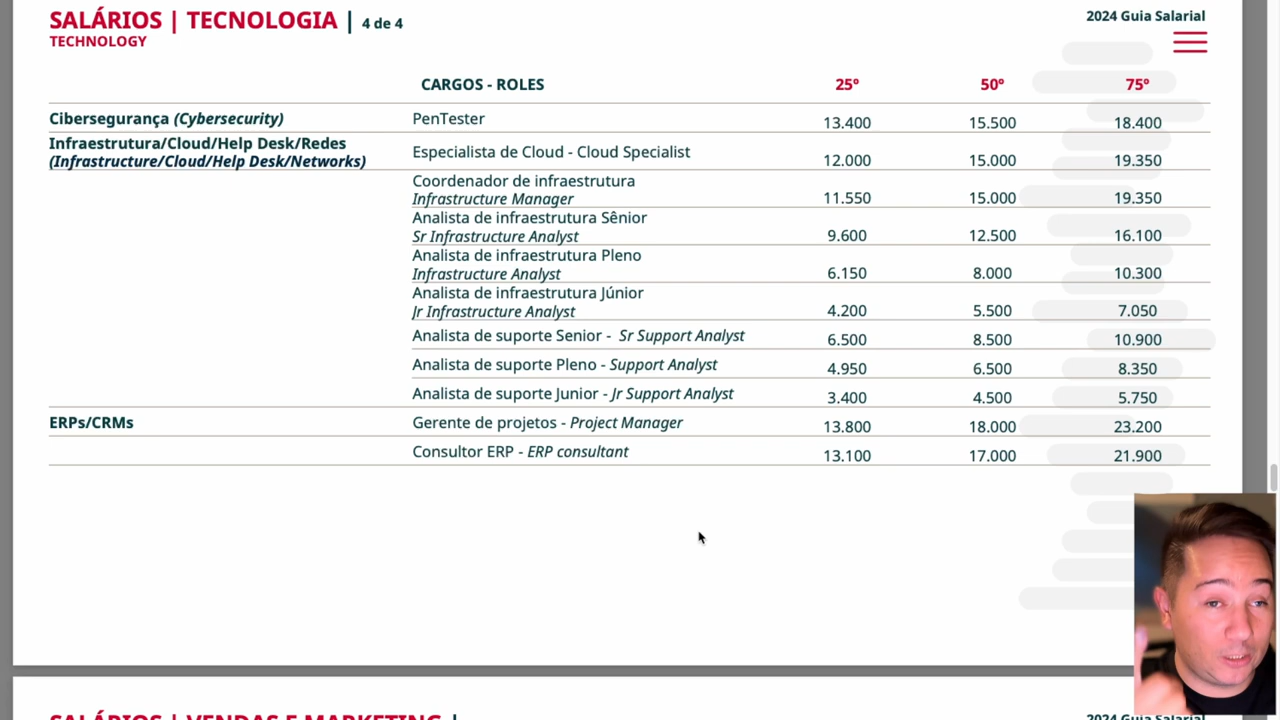 SALÁRIOS | TECNOLOGIA | 4 de 4
2024 Guia Salarial
TECHNOLOGY
CARGOS - ROLES 25º 50º 75º
Cibersegurança (Cybersecurity) PenTester 13.400 15.500 18.400
Infraestrutura/Cloud/Help Desk/Redes
(Infrastructure/Cloud/Help Desk/Networks) Especialista de Cloud - Cloud Specialist 12.000 15.000 19.350
Coordenador de infraestrutura
Infrastructure Manager 11.550 15.000 19.350
Analista de infraestrutura Sênior
Sr Infrastructure Analyst 9.600 12.500 16.100
Analista de infraestrutura Pleno
Infrastructure Analyst 6.150 8.000 10.300
Analista de infraestrutura Júnior
Jr Infrastructure Analyst 4.200 5.500 7.050
Analista de suporte Senior - Sr Support Analyst 6.500 8.500 10.900
Analista de suporte Pleno - Support Analyst 4.950 6.500 8.350
Analista de suporte Junior - Jr Support Analyst 3.400 4.500 5.750
ERPs/CRMs Gerente de projetos - Project Manager 13.800 18.000 23.200
Consultor ERP - ERP consultant 13.100 17.000 21.900
SALÁRIOS | VENDAS E MARKETING |
2024 Guia Salarial